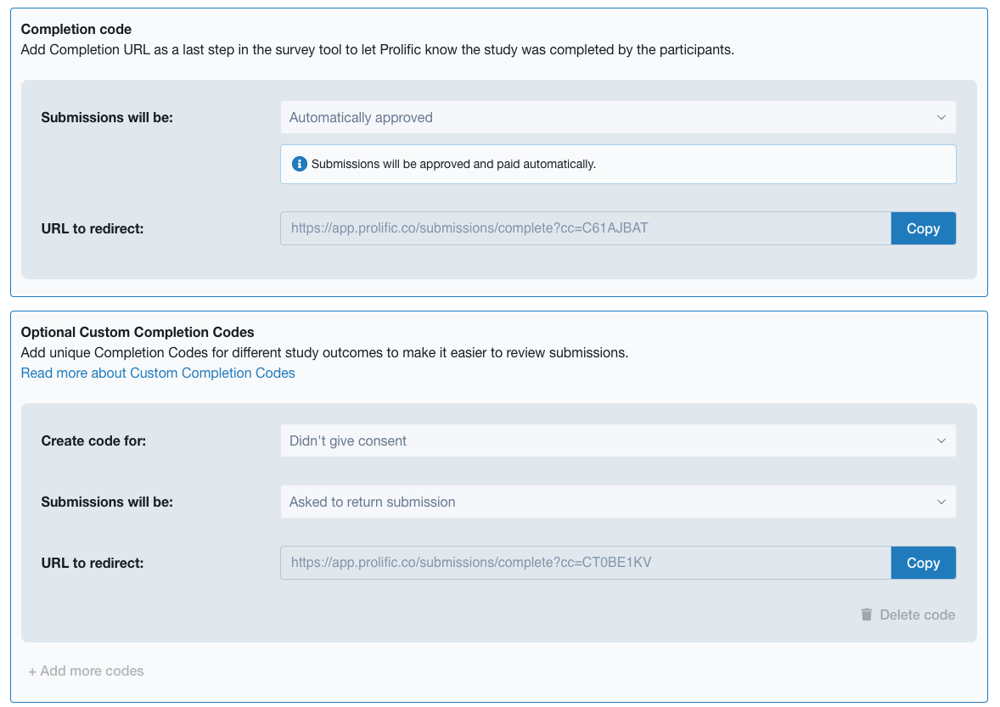 Completion code
Add Completion URL as a last step in the survey tool to let Prolific know the study was completed by the participants.
Submissions will be:
Automatically approved
Submissions will be approved and paid automatically.
URL to redirect:
https://app.prolific.co/submissions/complete?cc=C61AJBAT
Copy
Optional Custom Completion Codes
Add unique Completion Codes for different study outcomes to make it easier to review submissions.
Read more about Custom Completion Codes
Create code for:
Didn't give consent
Submissions will be:
Asked to return submission
URL to redirect:
https://app.prolific.co/submissions/complete?cc=CT0BE1KV
Copy
Delete code
+ Add more codes